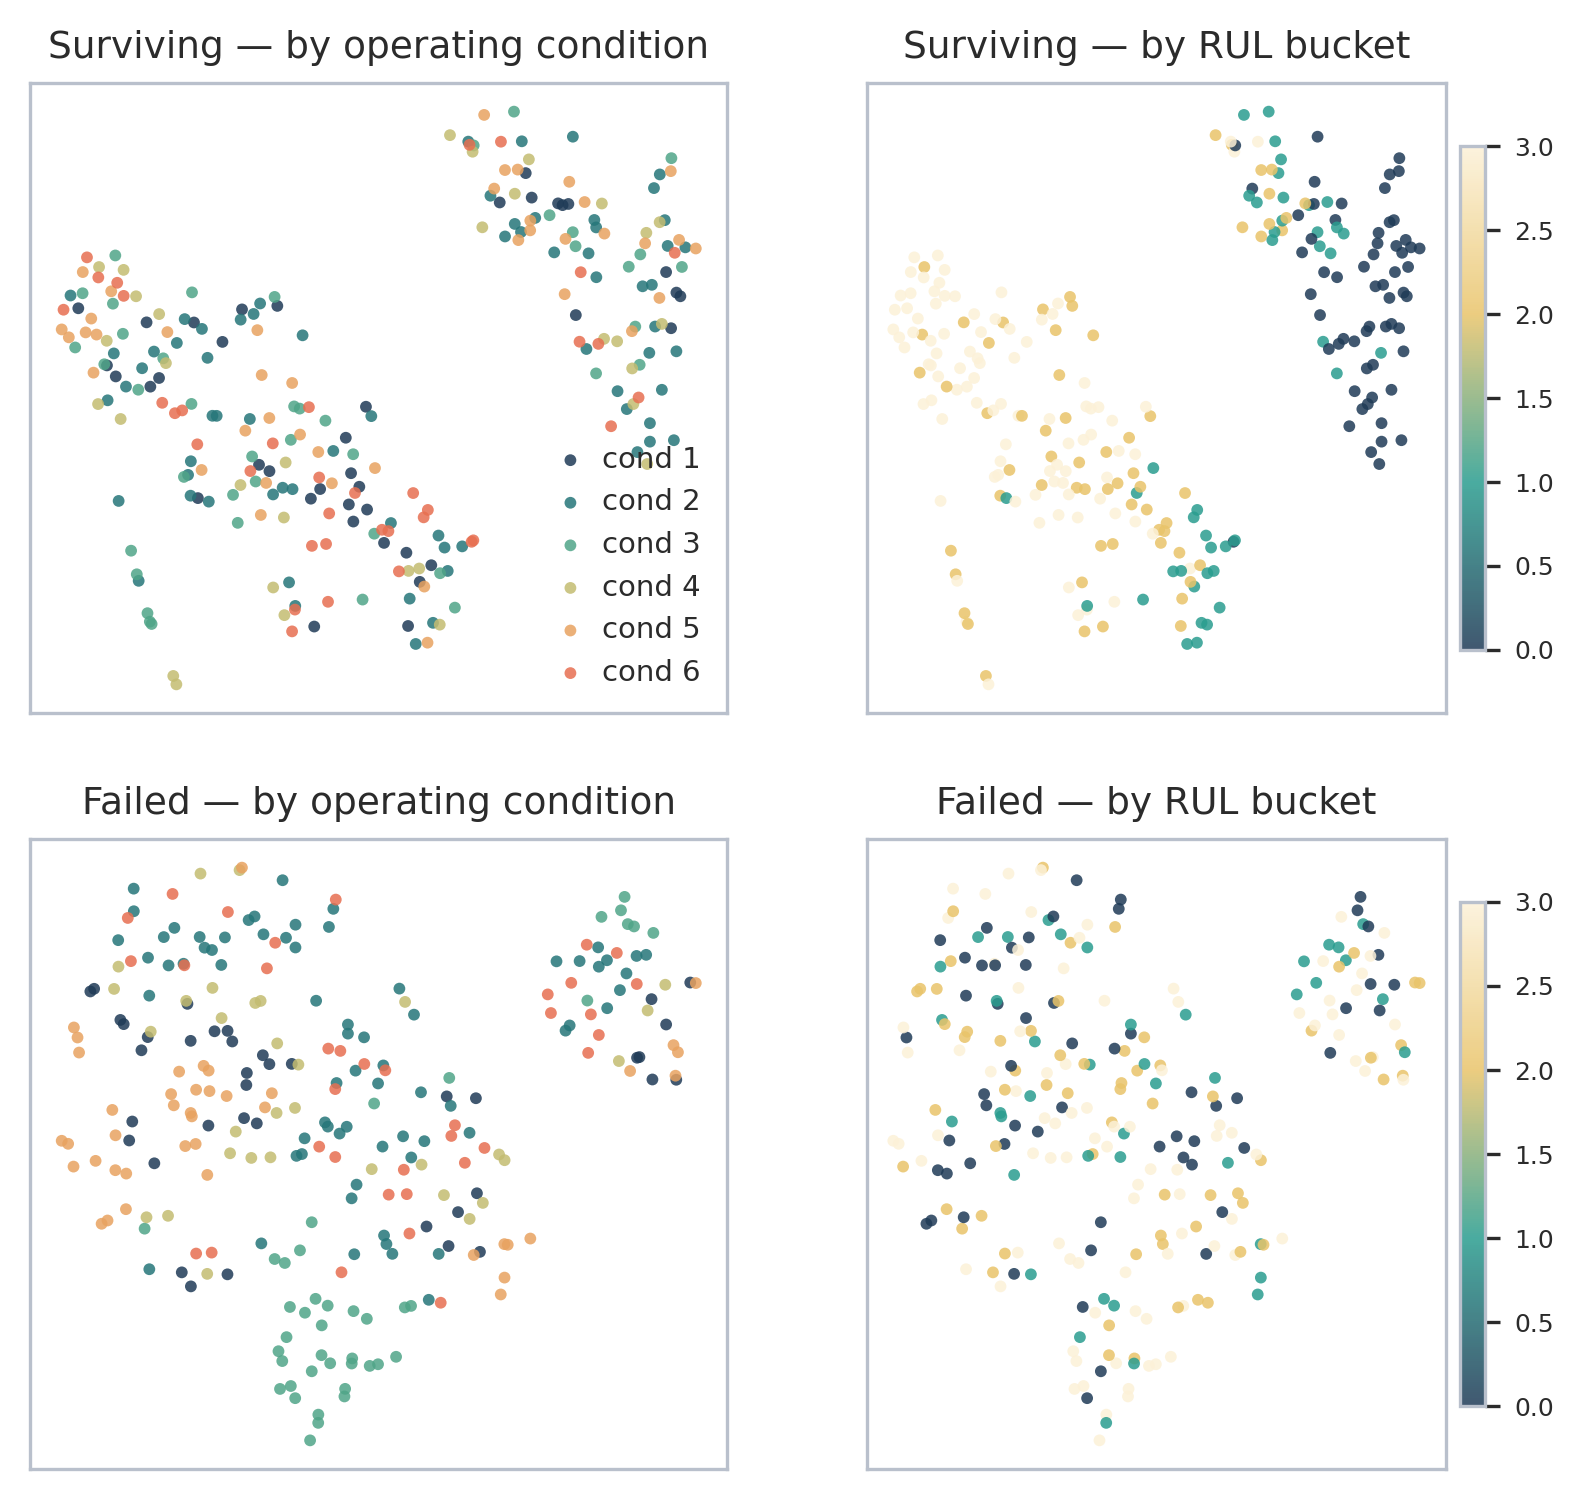 Surviving — by operating condition
Surviving — by RUL bucket
cond 1
cond 2
cond 3
cond 4
cond 5
cond 6
3.0
2.5
2.0
1.5
1.0
0.5
0.0
Failed — by operating condition
Failed — by RUL bucket
3.0
2.5
2.0
1.5
1.0
0.5
0.0